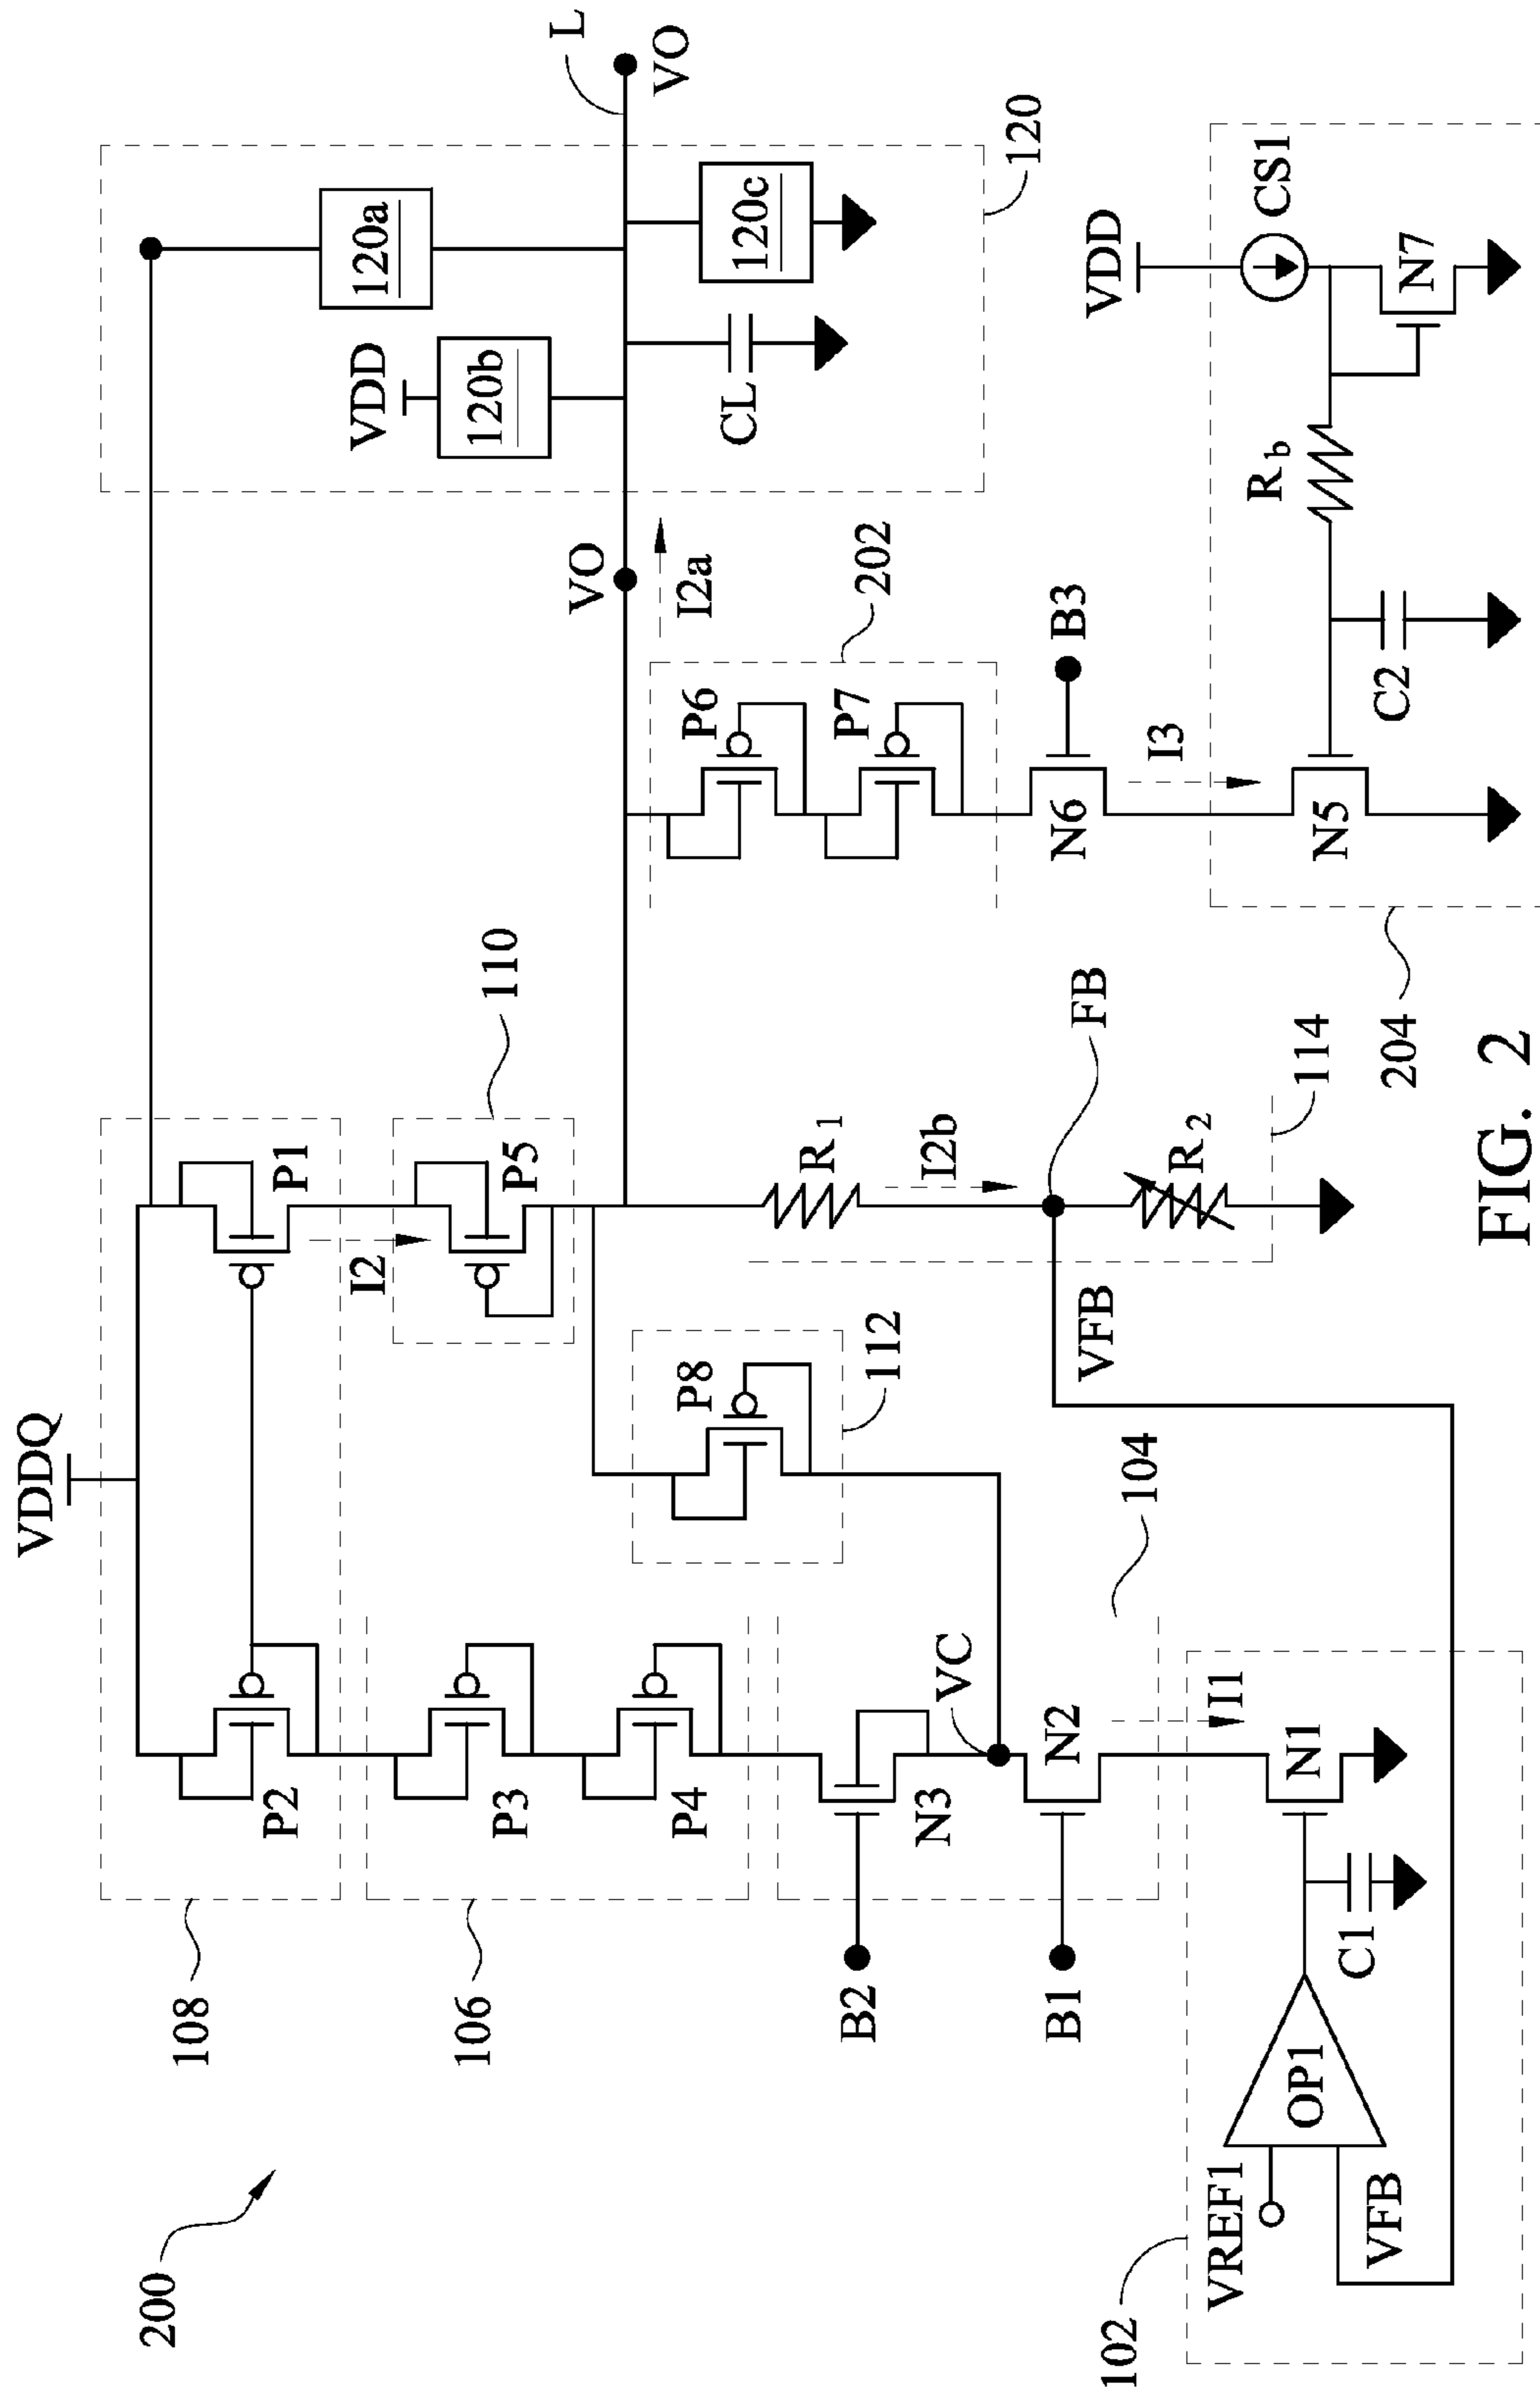 200
VDDQ
108
P2
P1
I2
106
P3
P4
P5
110
112
P8
B2
N3
VC
B1
N2
104
I1
102
VREF1
VFB
OP1
C1
N1
R1
I2b
FB
VFB
R2
114
VDD
120b
120a
VO
L
VO
I2a
CL
120c
120
P6
P7
202
N6
B3
I3
VDD
CS1
Rb
N7
N5
C2
204
FIG. 2